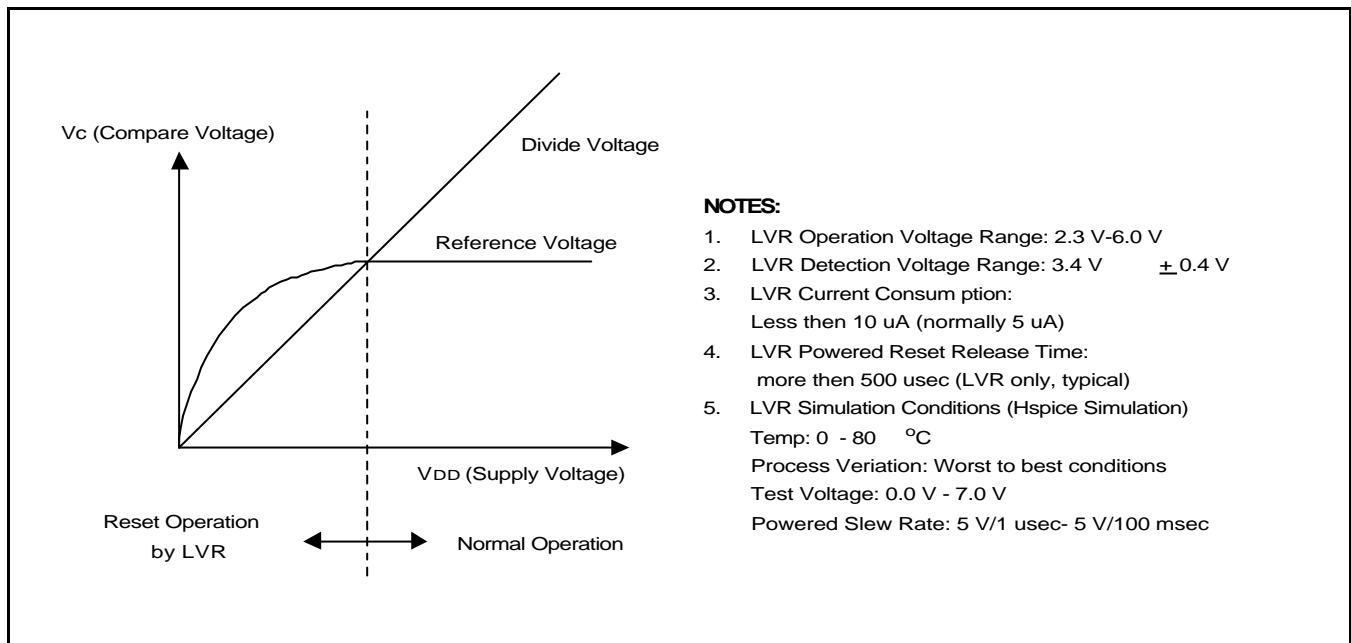 Vc (Compare Voltage)
Divide Voltage
Reference Voltage
VDD (Supply Voltage)
Reset Operation
by LVR
Normal Operation
NOTES:
1. LVR Operation Voltage Range: 2.3 V-6.0 V
2. LVR Detection Voltage Range: 3.4 V ± 0.4 V
3. LVR Current Consum ption:
Less then 10 uA (normally 5 uA)
4. LVR Powered Reset Release Time:
more then 500 usec (LVR only, typical)
5. LVR Simulation Conditions (Hspice Simulation)
Temp: 0 - 80 °C
Process Veriation: Worst to best conditions
Test Voltage: 0.0 V - 7.0 V
Powered Slew Rate: 5 V/1 usec- 5 V/100 msec